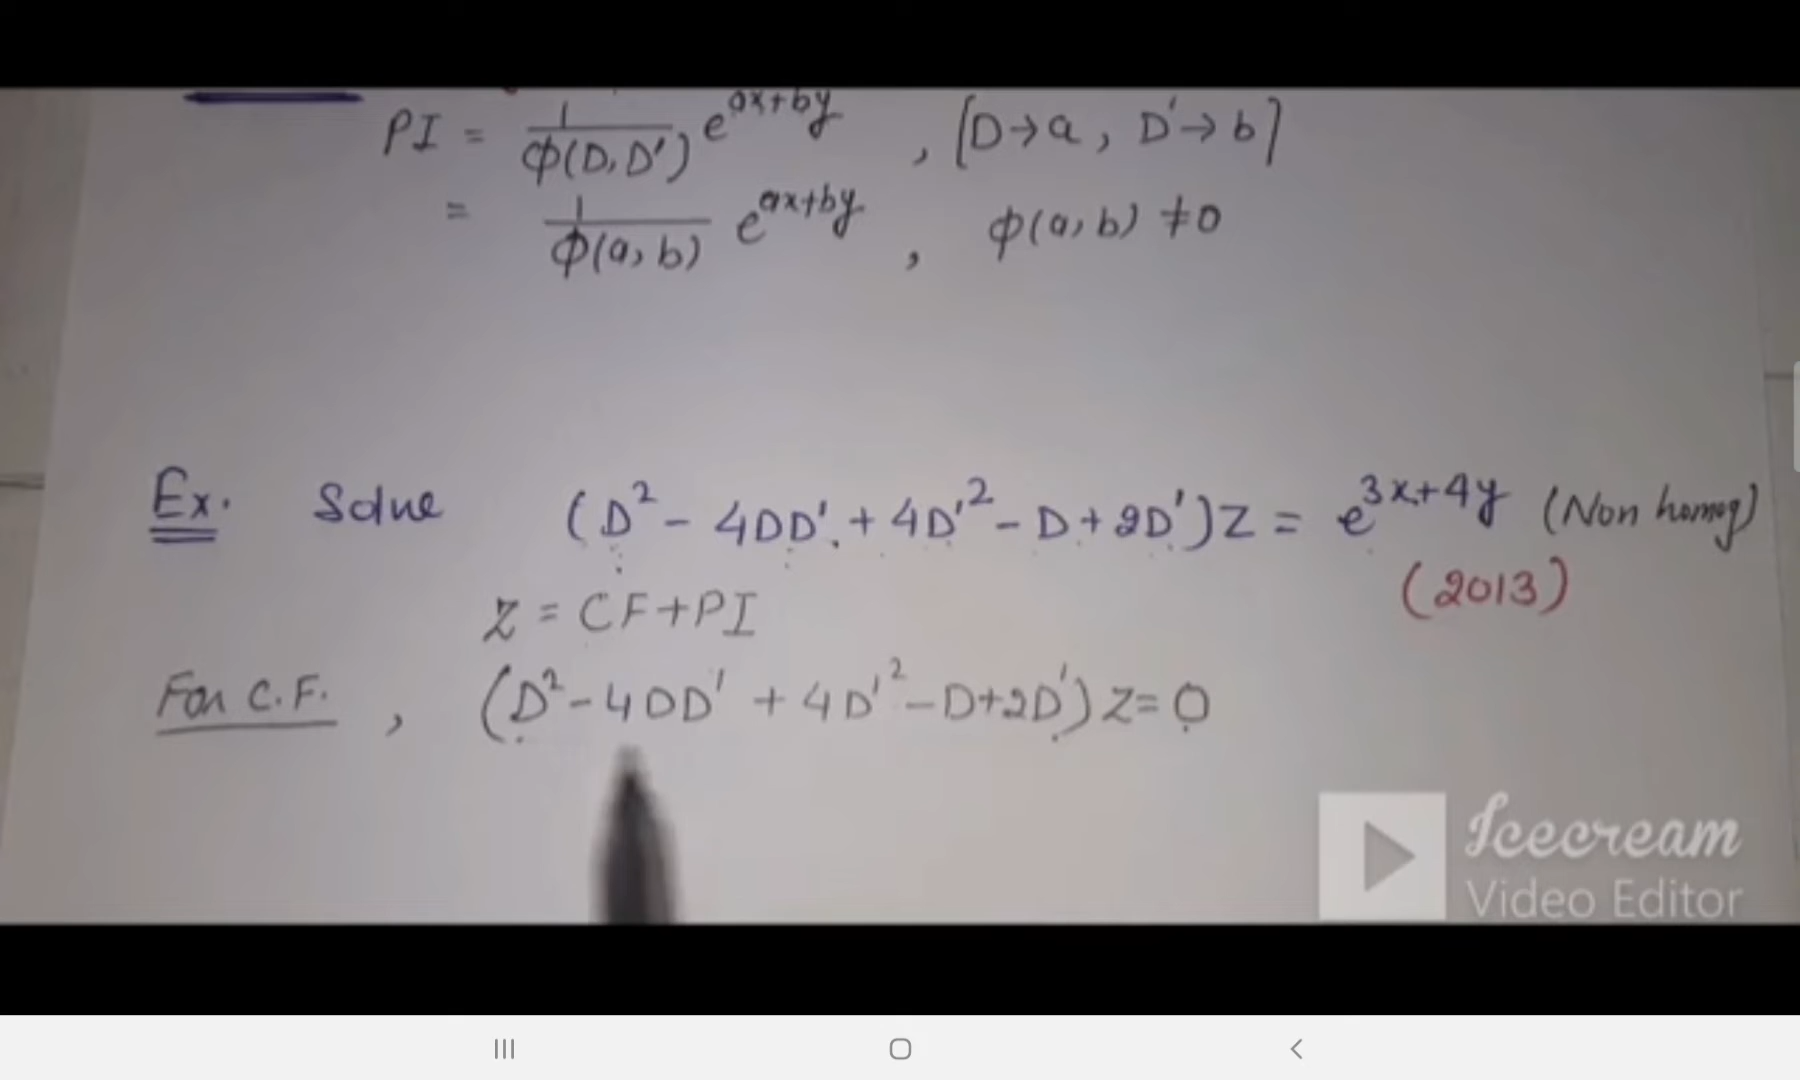 PI = 1/ϕ(D,D') e^{ax+by}, [D→a, D'→b]
= 1/ϕ(a,b) e^{ax+by}, ϕ(a,b) ≠0
Ex. Solve (D² - 4DD' + 4D'² - D + 2D')Z = e^{3x+4y} (Non homog)
(2013)
Z = CF+PI
For C.F. , (D² - 4DD' + 4D'² - D+2D')Z=0
Icecream
Video Editor